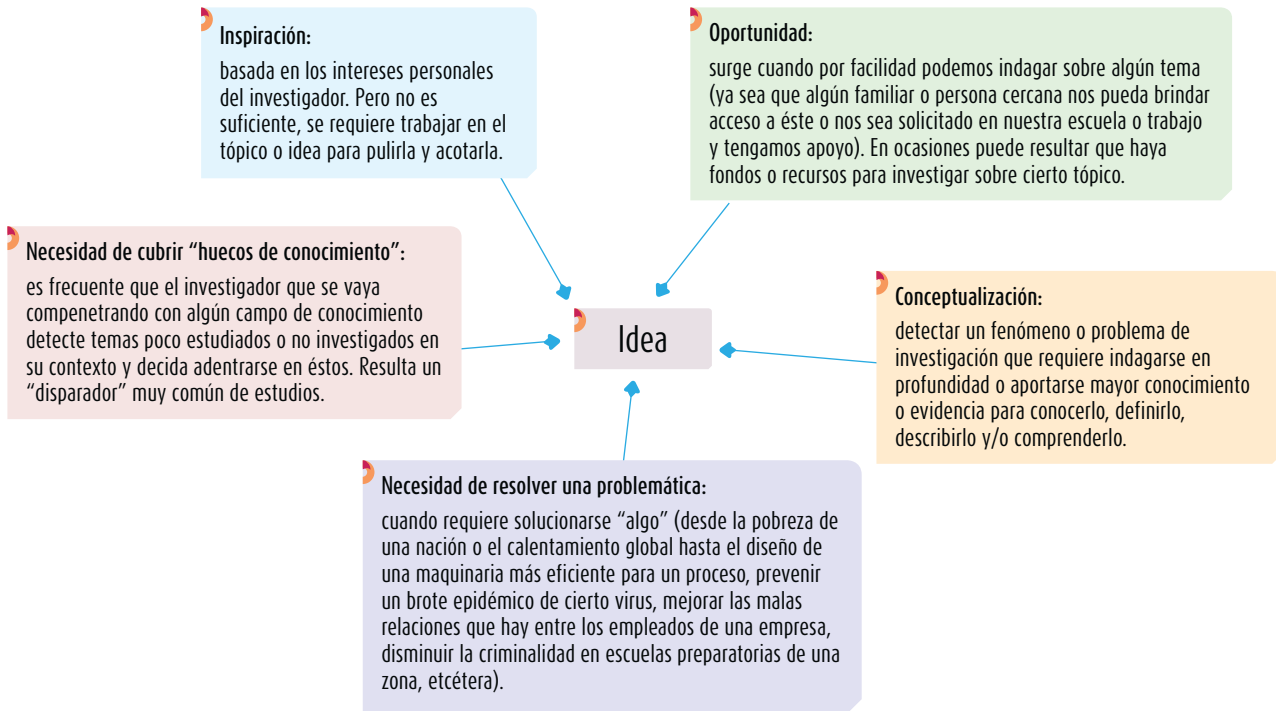 Inspiración:
basada en los intereses personales
del investigador. Pero no es
suficiente, se requiere trabajar en el
tópico o idea para pulirla y acotarla.
Oportunidad:
surge cuando por facilidad podemos indagar sobre algún tema
(ya sea que algún familiar o persona cercana nos pueda brindar
acceso a éste o nos sea solicitado en nuestra escuela o trabajo
y tengamos apoyo). En ocasiones puede resultar que haya
fondos o recursos para investigar sobre cierto tópico.
Necesidad de cubrir “huecos de conocimiento”:
es frecuente que el investigador que se vaya
compenetrando con algún campo de conocimiento
detecte temas poco estudiados o no investigados en
su contexto y decida adentrarse en éstos. Resulta un
“disparador” muy común de estudios.
Idea
Conceptualización:
detectar un fenómeno o problema de
investigación que requiere indagarse en
profundidad o aportarse mayor conocimiento
o evidencia para conocerlo, definirlo,
describirlo y/o comprenderlo.
Necesidad de resolver una problemática:
cuando requiere solucionarse “algo” (desde la pobreza de
una nación o el calentamiento global hasta el diseño de
una maquinaria más eficiente para un proceso, prevenir
un brote epidémico de cierto virus, mejorar las malas
relaciones que hay entre los empleados de una empresa,
disminuir la criminalidad en escuelas preparatorias de una
zona, etcétera).